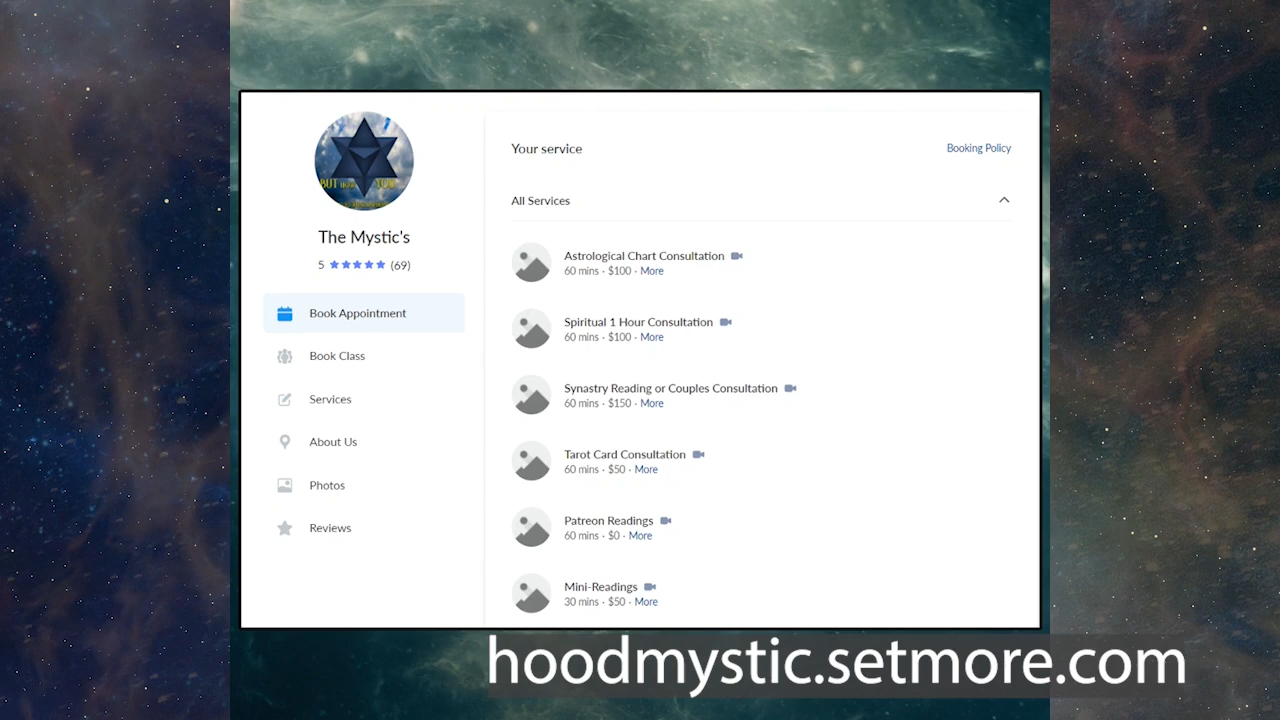 BUT YOU
The Mystic's
5 (69)
Book Appointment
Book Class
Services
About Us
Photos
Reviews
Your service
Booking Policy
All Services
Astrological Chart Consultation
60 mins · $100 · More
Spiritual 1 Hour Consultation
60 mins · $100 · More
Synastry Reading or Couples Consultation
60 mins · $150 · More
Tarot Card Consultation
60 mins · $50 · More
Patreon Readings
60 mins · $0 · More
Mini-Readings
30 mins · $50 · More
hoodmystic.setmore.com